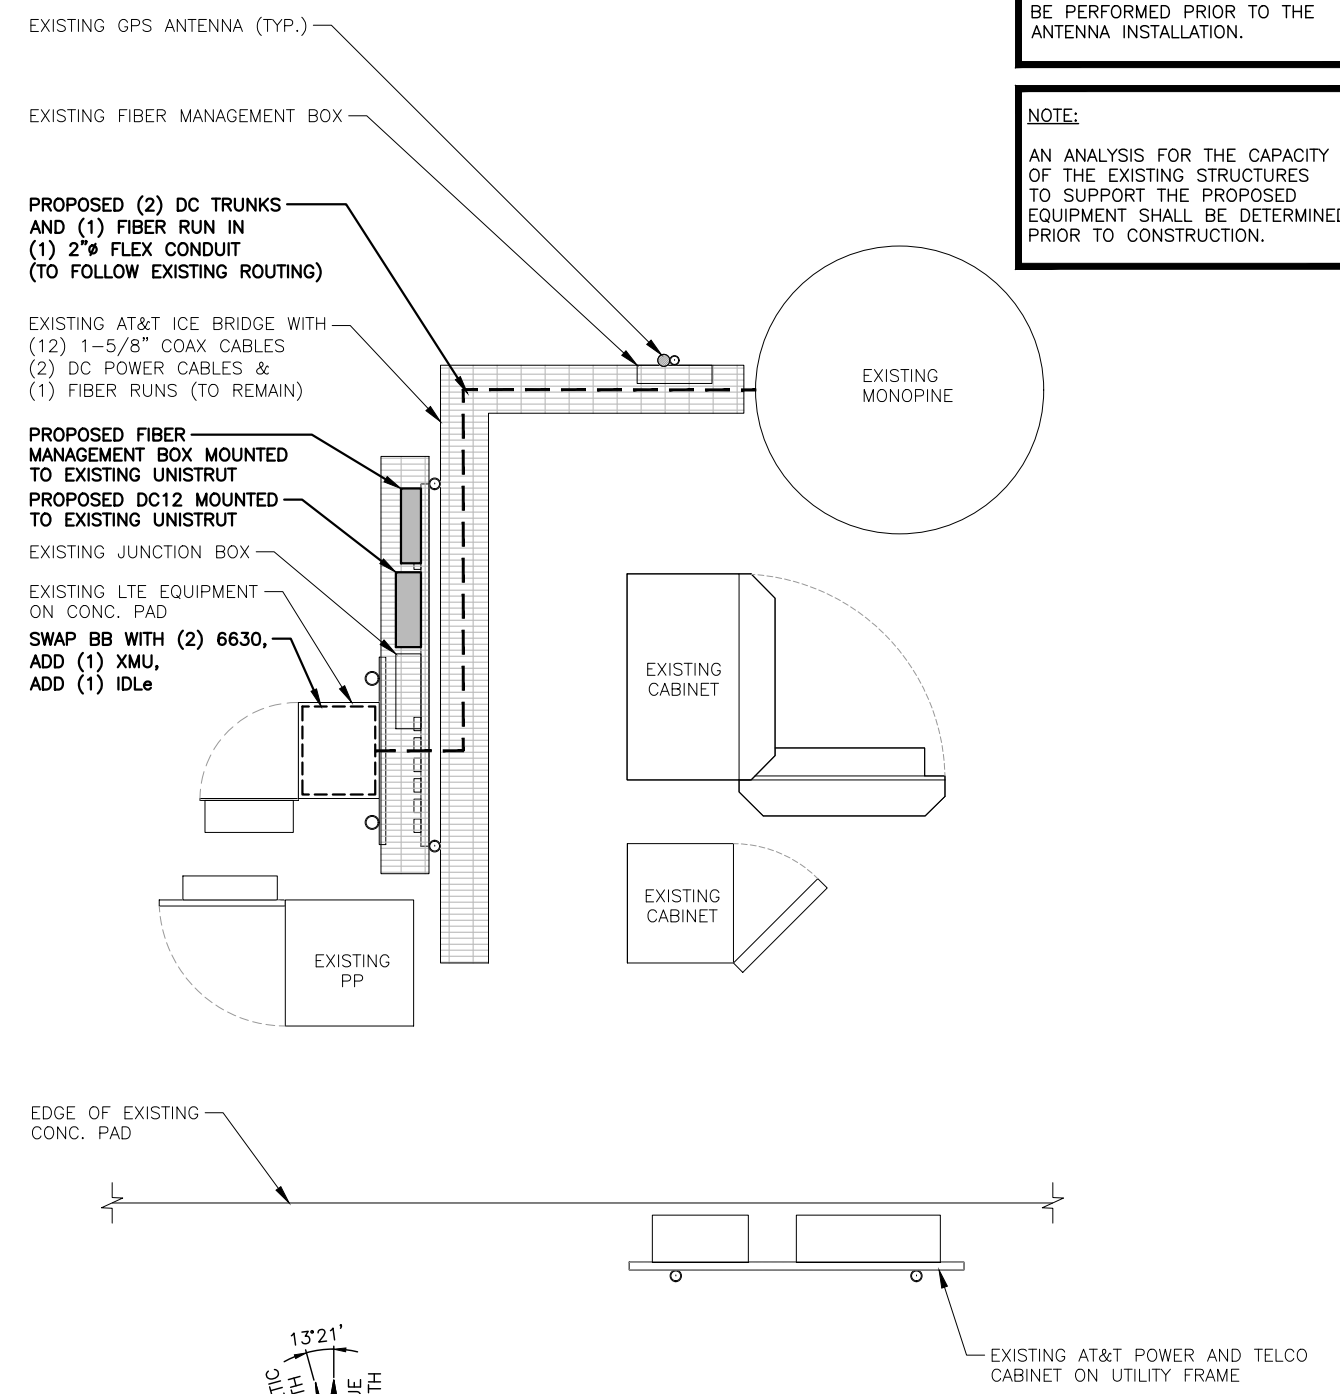 EXISTING GPS ANTENNA (TYP.)
EXISTING FIBER MANAGEMENT BOX
PROPOSED (2) DC TRUNKS
AND (1) FIBER RUN IN
(1) 2"ø FLEX CONDUIT
(TO FOLLOW EXISTING ROUTING)
EXISTING AT&T ICE BRIDGE WITH
(12) 1-5/8" COAX CABLES
(2) DC POWER CABLES &
(1) FIBER RUNS (TO REMAIN)
PROPOSED FIBER
MANAGEMENT BOX MOUNTED
TO EXISTING UNISTRUT
PROPOSED DC12 MOUNTED
TO EXISTING UNISTRUT
EXISTING JUNCTION BOX
EXISTING LTE EQUIPMENT
ON CONC. PAD
SWAP BB WITH (2) 6630,
ADD (1) XMU,
ADD (1) IDLe
BE PERFORMED PRIOR TO THE
ANTENNA INSTALLATION.
NOTE:
AN ANALYSIS FOR THE CAPACITY
OF THE EXISTING STRUCTURES
TO SUPPORT THE PROPOSED
EQUIPMENT SHALL BE DETERMINED
PRIOR TO CONSTRUCTION.
EXISTING
MONOPINE
EXISTING
CABINET
EXISTING
CABINET
EXISTING
PP
EDGE OF EXISTING
CONC. PAD
EXISTING AT&T POWER AND TELCO
CABINET ON UTILITY FRAME
13°21'